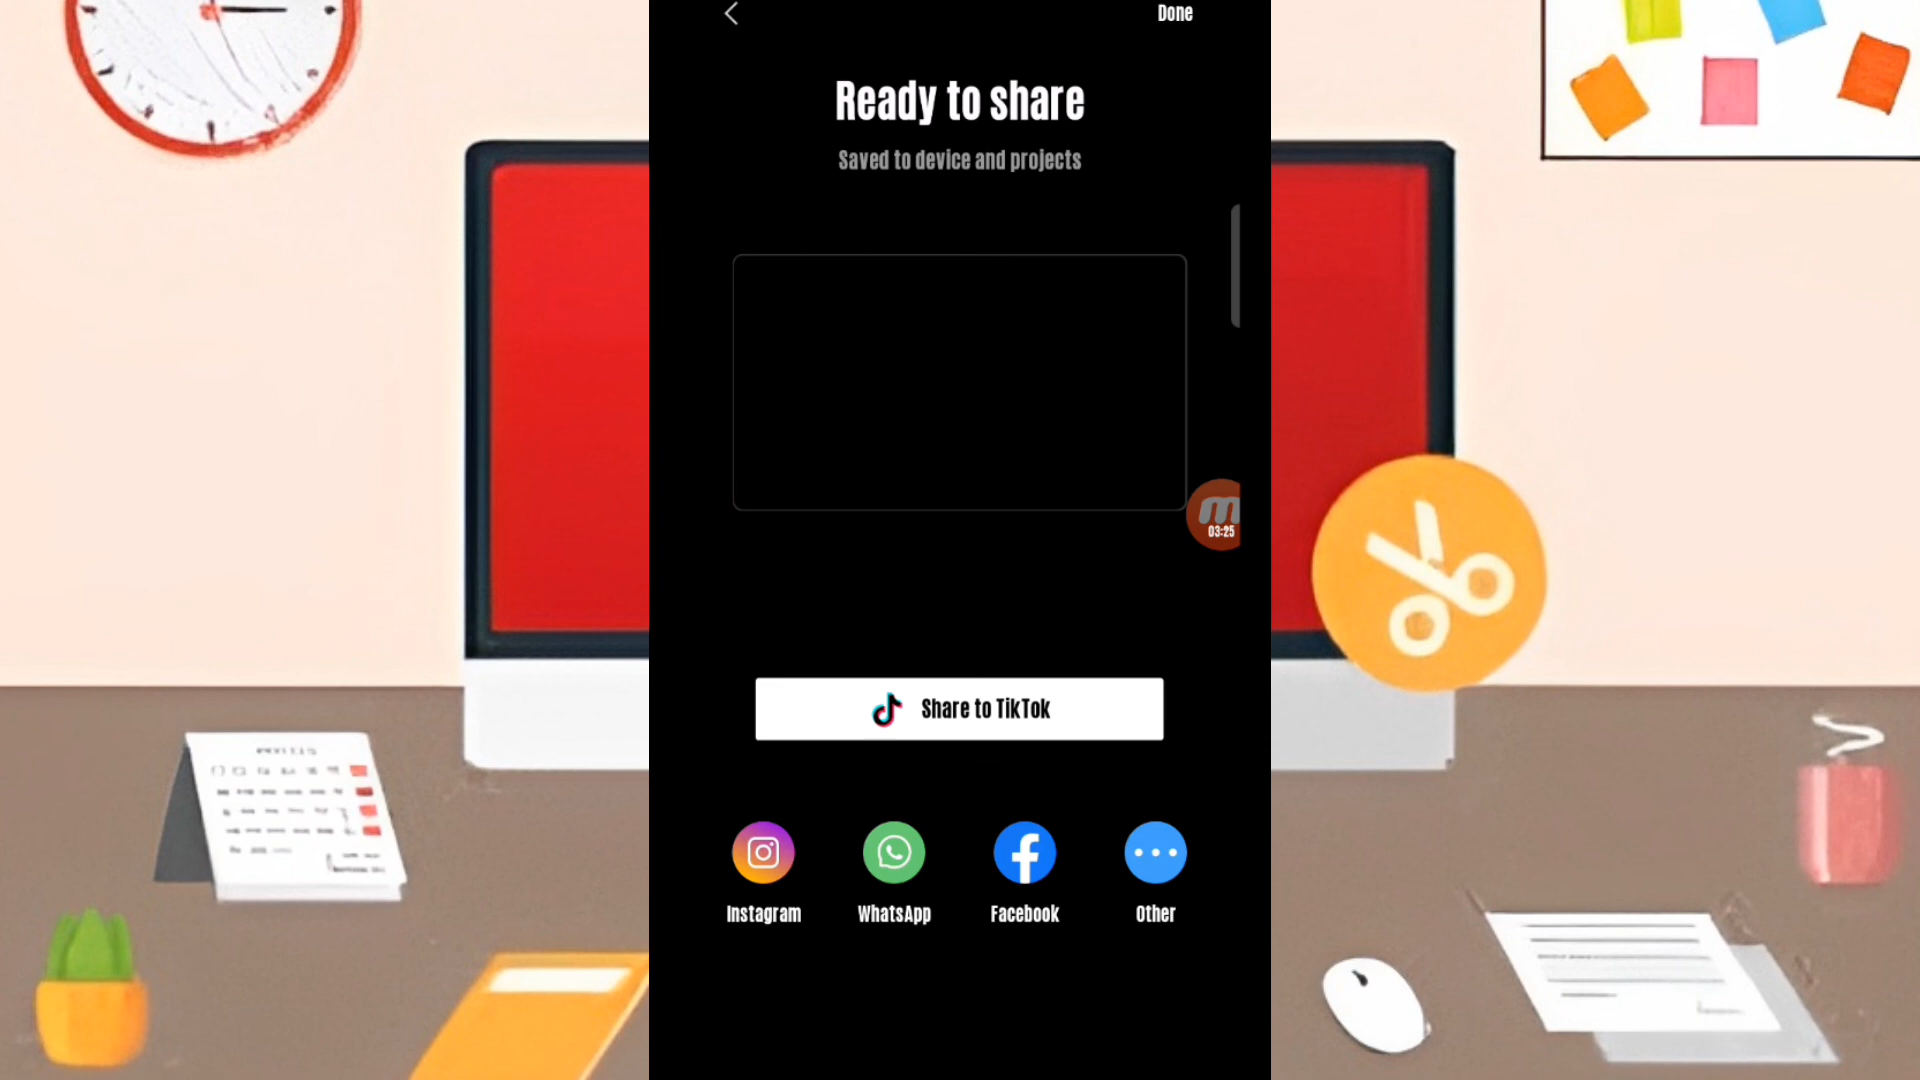 Done
Ready to share
Saved to device and projects
m
03:25
Share to TikTok
Instagram
WhatsApp
Facebook
Other